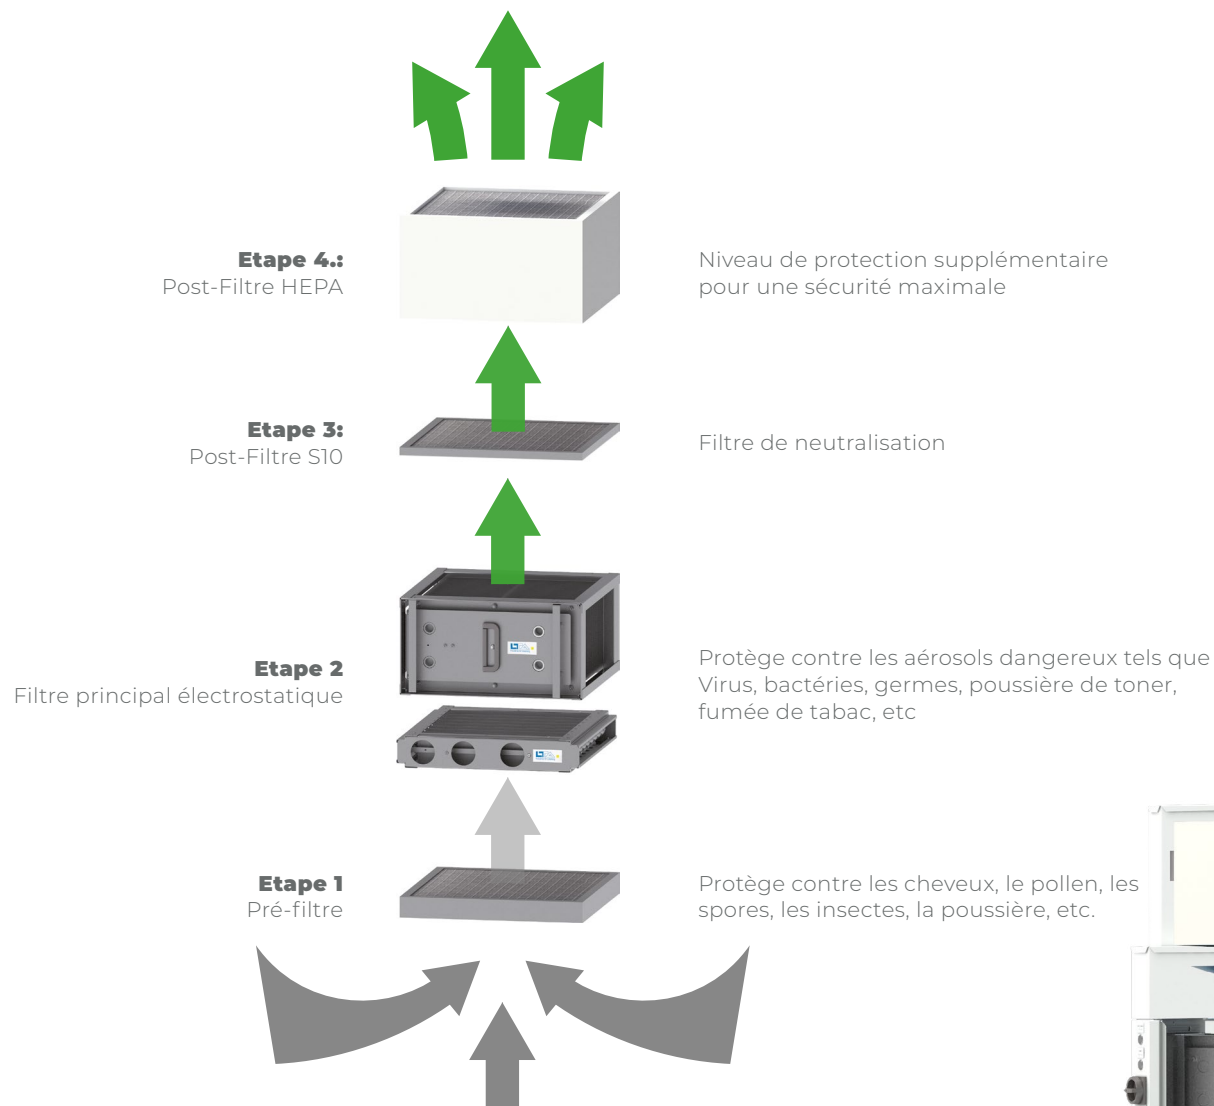 Etape 4.:
Post-Filtre HEPA
Niveau de protection supplémentaire
pour une sécurité maximale
Etape 3:
Post-Filtre S10
Filtre de neutralisation
Etape 2
Filtre principal électrostatique
Protège contre les aérosols dangereux tels que
Virus, bactéries, germes, poussière de toner,
fumée de tabac, etc
Etape 1
Pré-filtre
Protège contre les cheveux, le pollen, les
spores, les insectes, la poussière, etc.